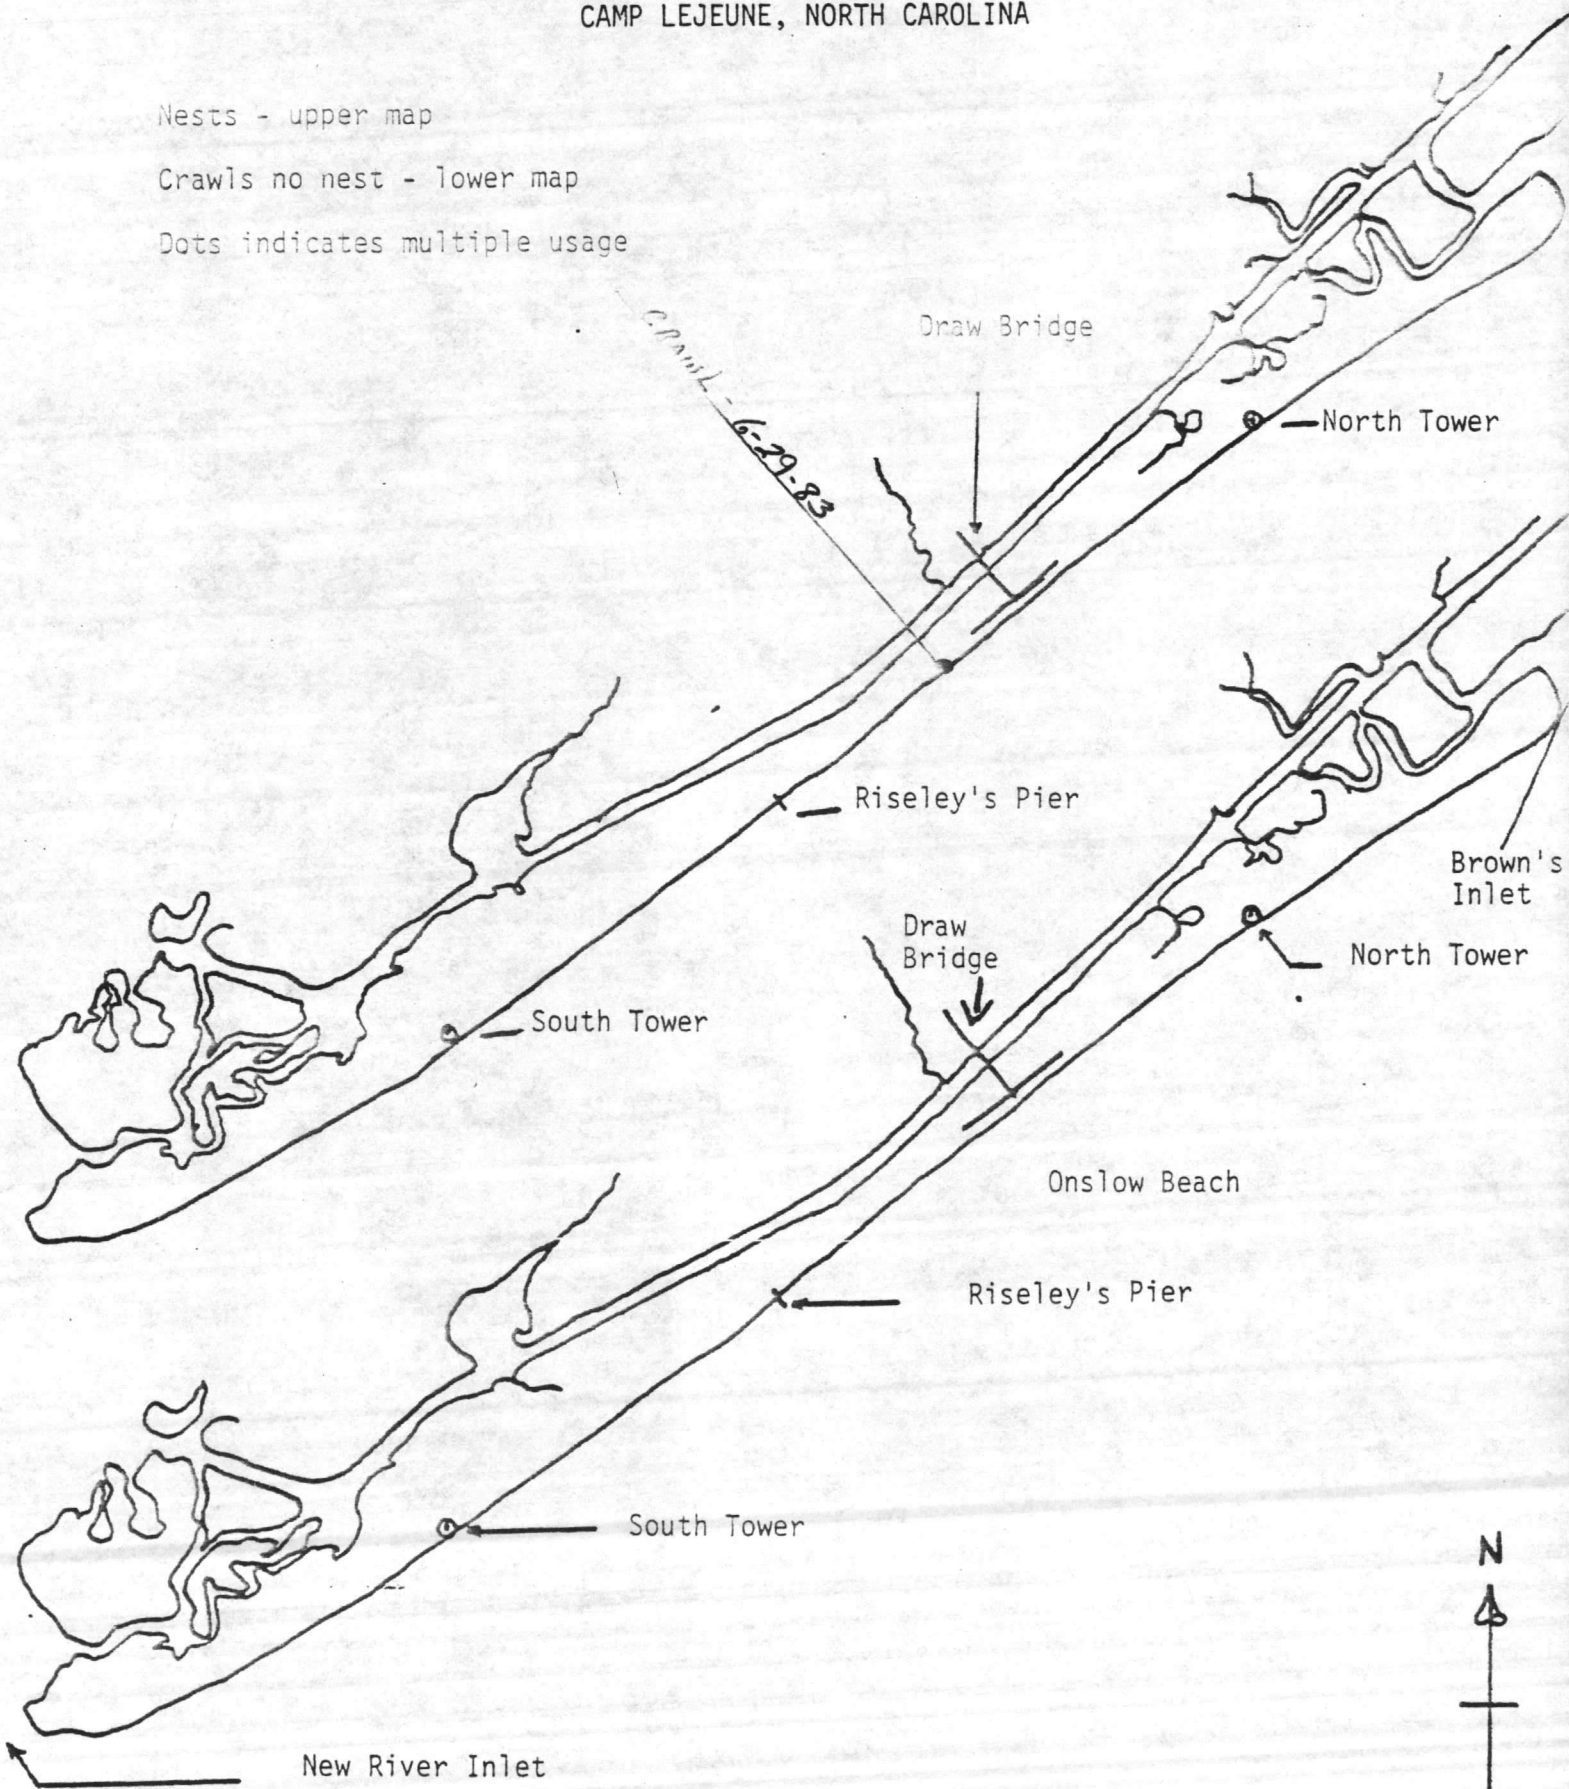 CAMP LEJEUNE, NORTH CAROLINA
Nests - upper map
Crawls no nest - lower map
Dots indicates multiple usage
CRAWL - 6-29-83
Draw Bridge
North Tower
Riseley's Pier
South Tower
Brown's
Inlet
Draw
Bridge
North Tower
Onslow Beach
Riseley's Pier
South Tower
N
New River Inlet